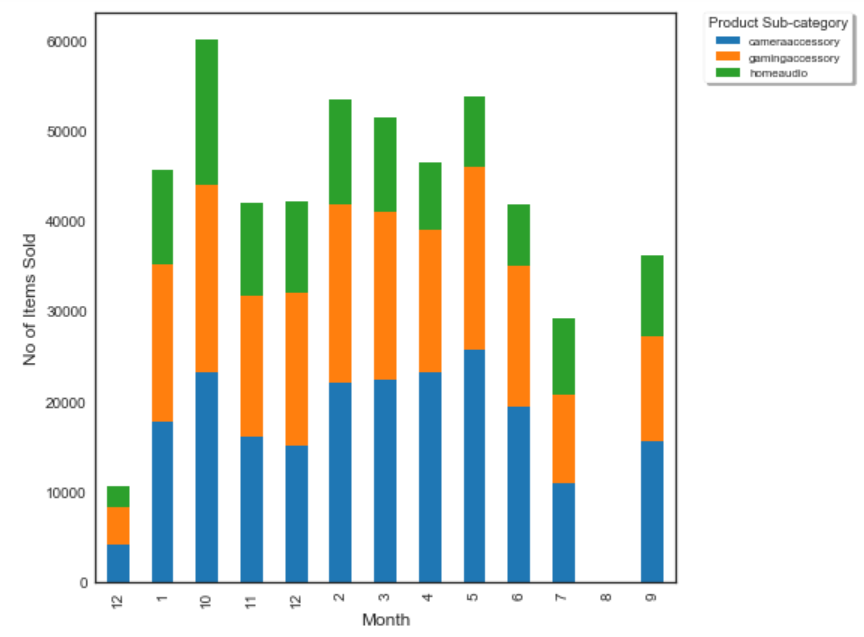 Product Sub-category
cameraaccessory
gamingaccessory
homeaudio
60000
50000
40000
30000
20000
10000
0
No of Items Sold
12 1 10 11 12 2 3 4 5 6 7 8 9
Month